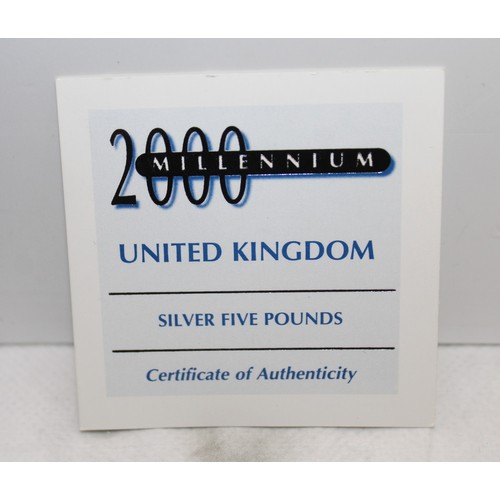 2000 MILLENNIUM
UNITED KINGDOM
SILVER FIVE POUNDS
Certificate of Authenticity